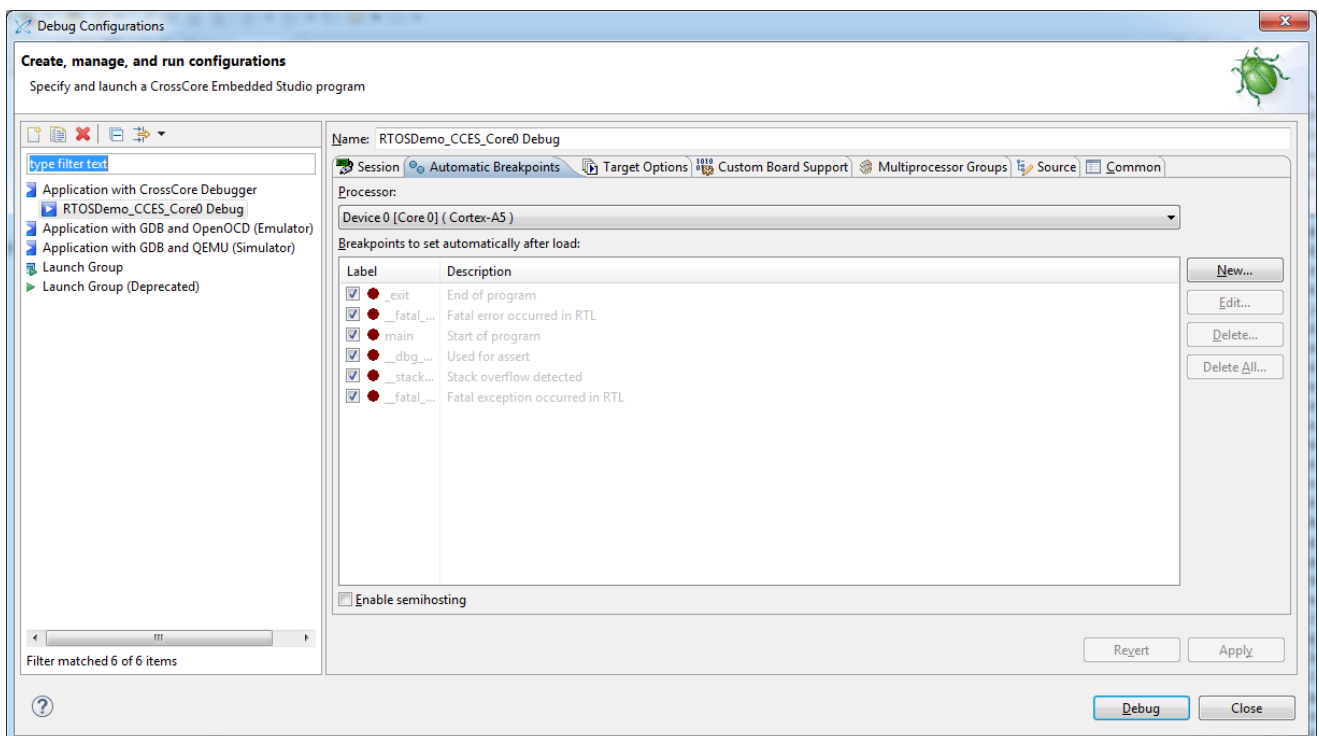 Debug Configurations
Create, manage, and run configurations
Specify and launch a CrossCore Embedded Studio program
type filter text
Application with CrossCore Debugger
RTOSDemo_CCES_Core0 Debug
Application with GDB and OpenOCD (Emulator)
Application with GDB and QEMU (Simulator)
Launch Group
Launch Group (Deprecated)
Filter matched 6 of 6 items
Name: RTOSDemo_CCES_Core0 Debug
Session Automatic Breakpoints Target Options Custom Board Support Multiprocessor Groups Source Common
Processor:
Device 0 [Core 0] ( Cortex-A5 )
Breakpoints to set automatically after load:
Label Description
_exit End of program
__fatal_... Fatal error occurred in RTL
main Start of program
__dbg_... Used for assert
__stack... Stack overflow detected
__fatal_... Fatal exception occurred in RTL
New...
Edit...
Delete...
Delete All...
Enable semihosting
Revert Apply
Debug Close